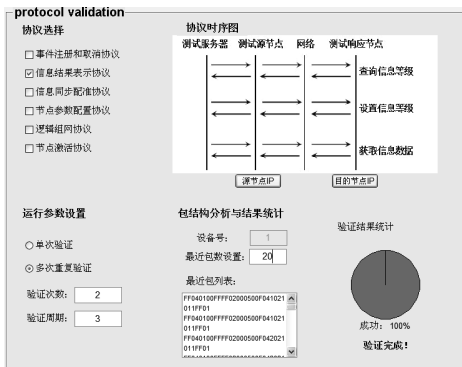 protocol validation
协议选择
事件注册和取消协议
信息结果表示协议
信息同步配准协议
节点参数配置协议
逻辑组网协议
节点激活协议
协议时序图
测试服务器 测试源节点 网络 测试响应节点
查询信息等级
设置信息等级
获取信息数据
源节点IP 目的节点IP
运行参数设置
单次验证
多次重复验证
验证次数: 2
验证周期: 3
包结构分析与结果统计
设备号: 1
最近包数设置: 20
最近包列表:
FF040100FFFF02000500F041021
011FF01
FF040100FFFF02000500F042021
011FF01
验证结果统计
成功: 100%
验证完成!